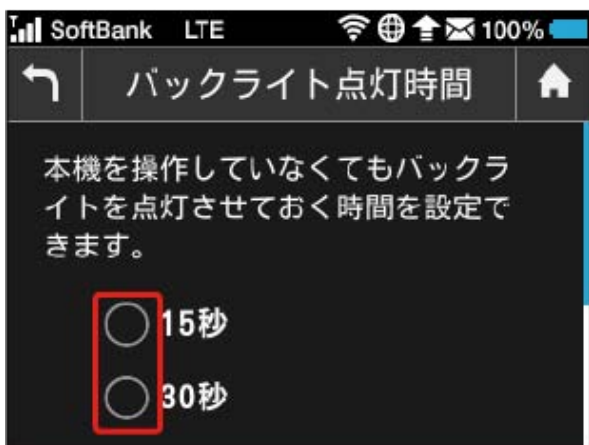 SoftBank LTE 100%
バックライト点灯時間
本機を操作していなくてもバックラ
イトを点灯させておく時間を設定で
きます。
15秒
30秒